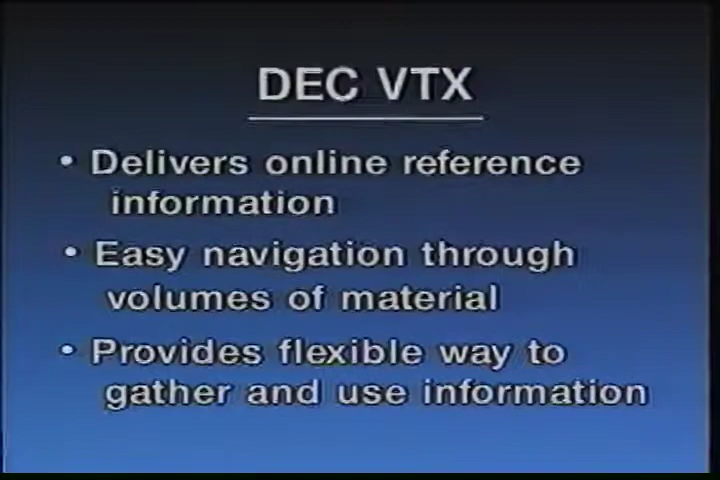 DEC VTX
• Delivers online reference
information
• Easy navigation through
volumes of material
• Provides flexible way to
gather and use information